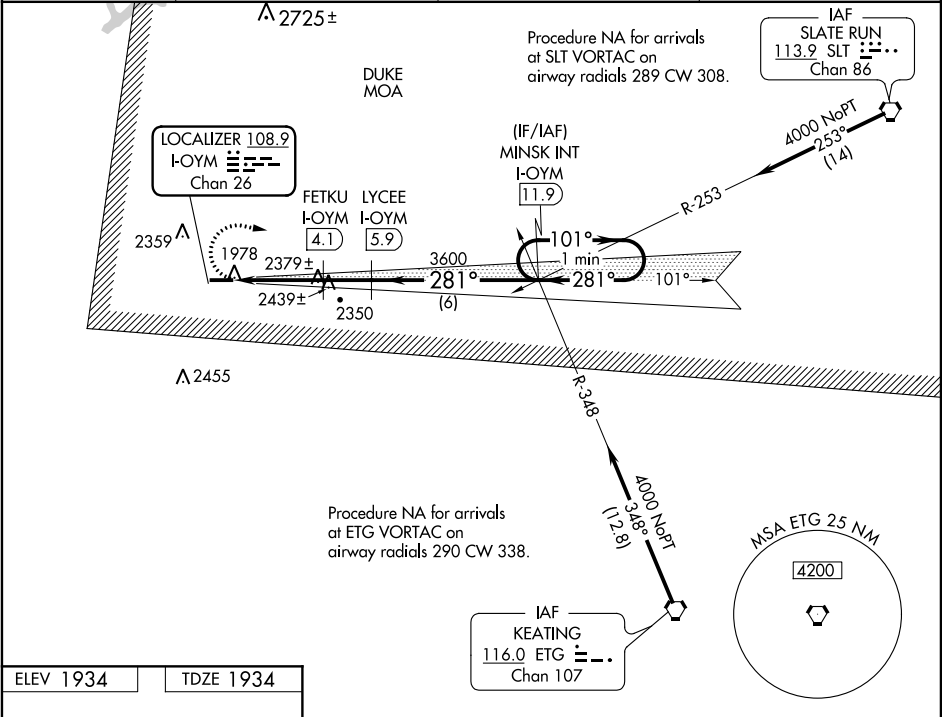 2725±
Procedure NA for arrivals
at SLT VORTAC on
airway radials 289 CW 308.
IAF
SLATE RUN
113.9 SLT
Chan 86
DUKE
MOA
LOCALIZER 108.9
I-OYM
Chan 26
(IF/IAF)
MINSK INT
I-OYM
11.9
4000 NoPT
253°
(14)
R-253
FETKU
I-OYM
4.1
LYCEE
I-OYM
5.9
2359
1978
2379±
2439±
2350
3600
281°
(6)
101°
1 min
281°
101°
2455
R-348
4000 NoPT
348°
(12.8)
Procedure NA for arrivals
at ETG VORTAC on
airway radials 290 CW 338.
IAF
KEATING
116.0 ETG
Chan 107
MSA ETG 25 NM
4200
ELEV 1934
TDZE 1934